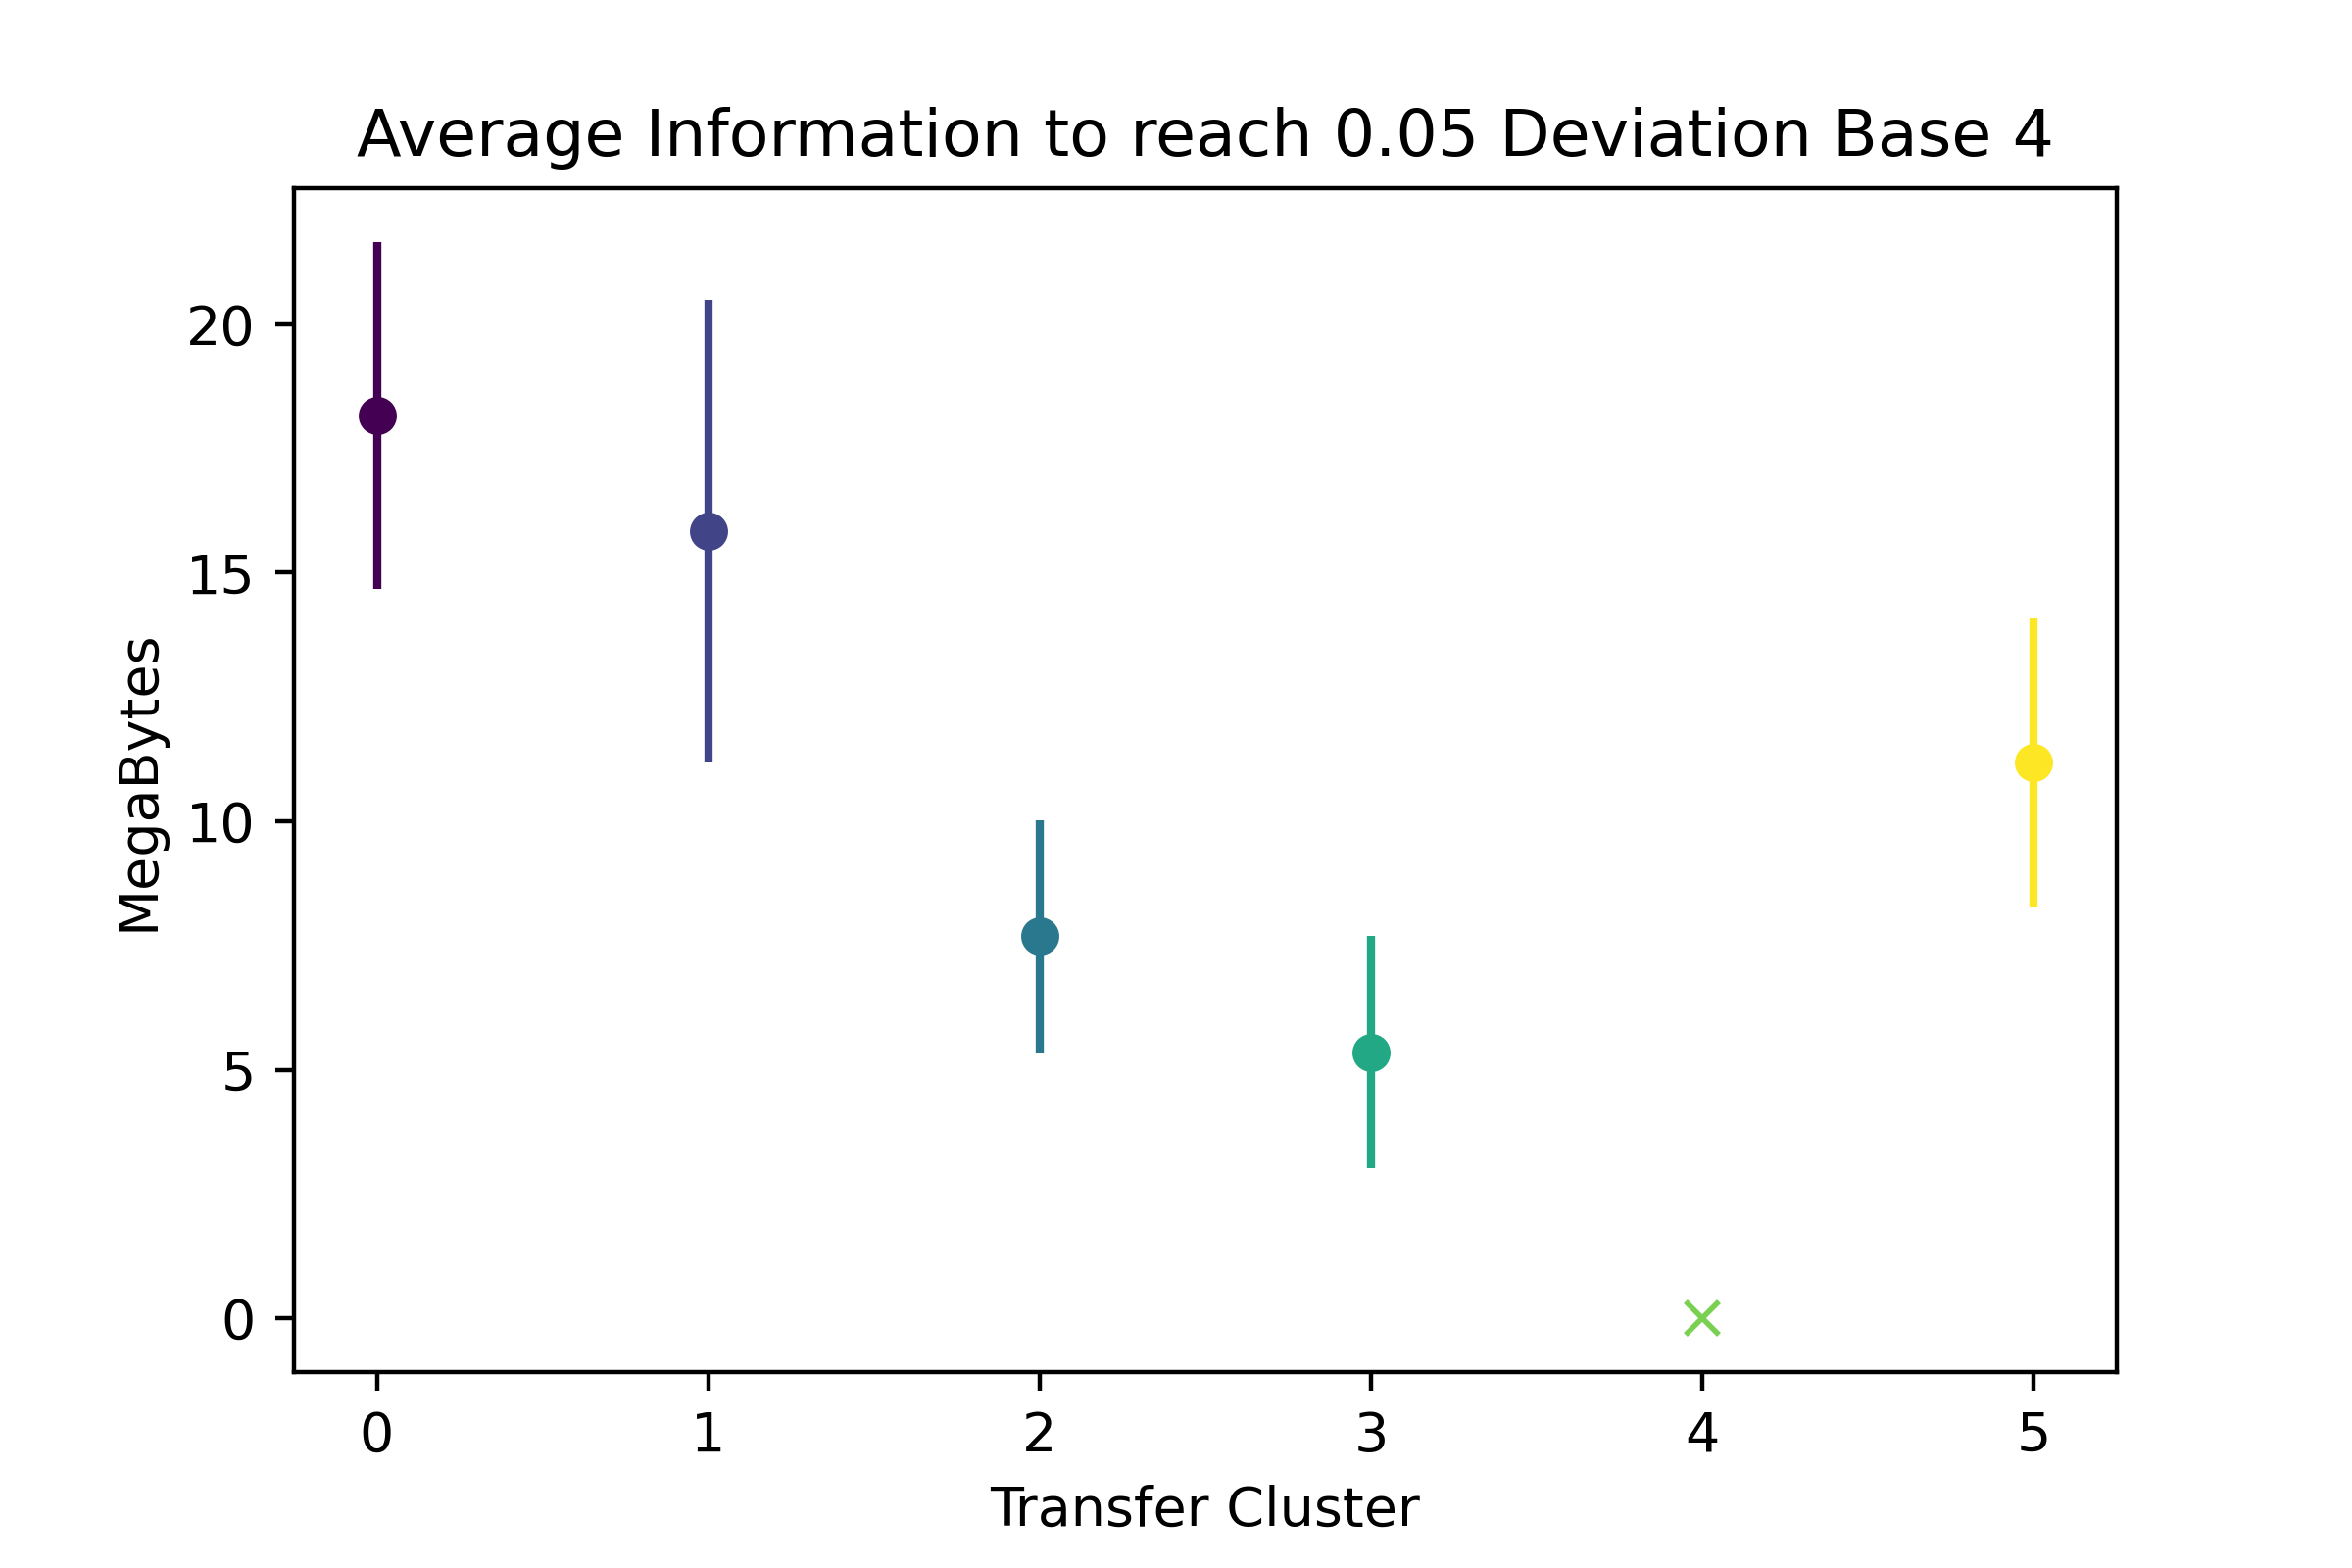 Average Information to reach 0.05 Deviation Base 4
MegaBytes
20
15
10
5
0
0 1 2 3 4 5
Transfer Cluster